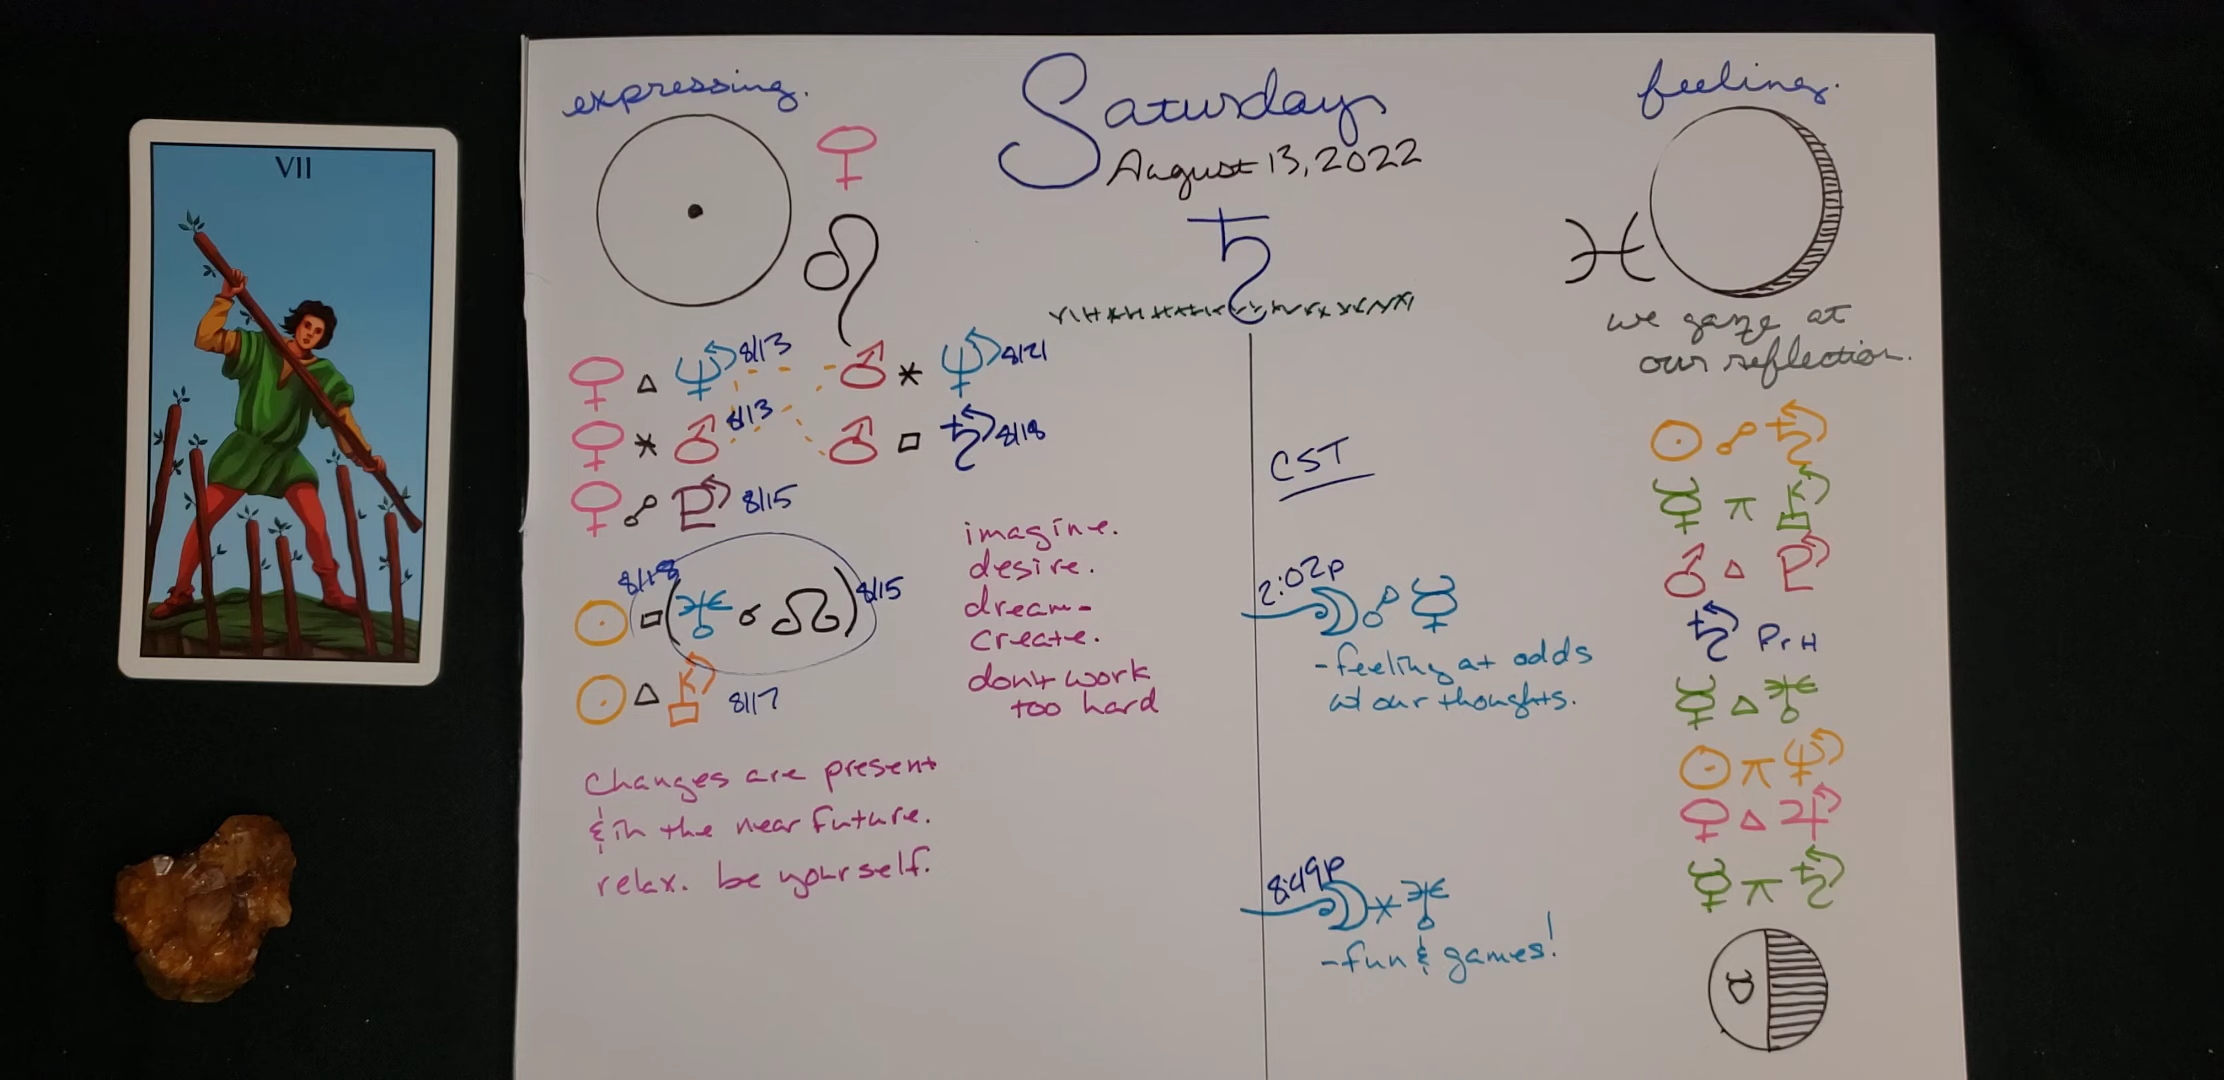 VII
expressing.
Saturday
August 13, 2022
feeling.
we gaze at
our reflection.
♀
♌
♄
♓
♀ △ ♆ 8/13
♂ ⚹ ♆ 8/21
♀ ⚹ ♂ 8/13
♂ □ ♄ 8/18
♀ ☍ ♇ 8/15
8/18
☉ □ (♅ ☌ ☊) 8/15
☉ △ ⚷ 8/17
imagine.
desire.
dream-
create.
don't work
too hard
changes are present
& in the near future.
relax. be yourself.
CST
2:02p
☽ ☍ ☿
- feeling at odds
w/ our thoughts.
8:49p
☽ ⚹ ♅
- fun & games!
☉ ☍ ♄
☿ ⚻ ⚷
♂ △ ♇
♄ PrH
☿ △ ♅
☉ ⚻ ♆
♀ △ ♃
☿ ⚻ ♄
♉